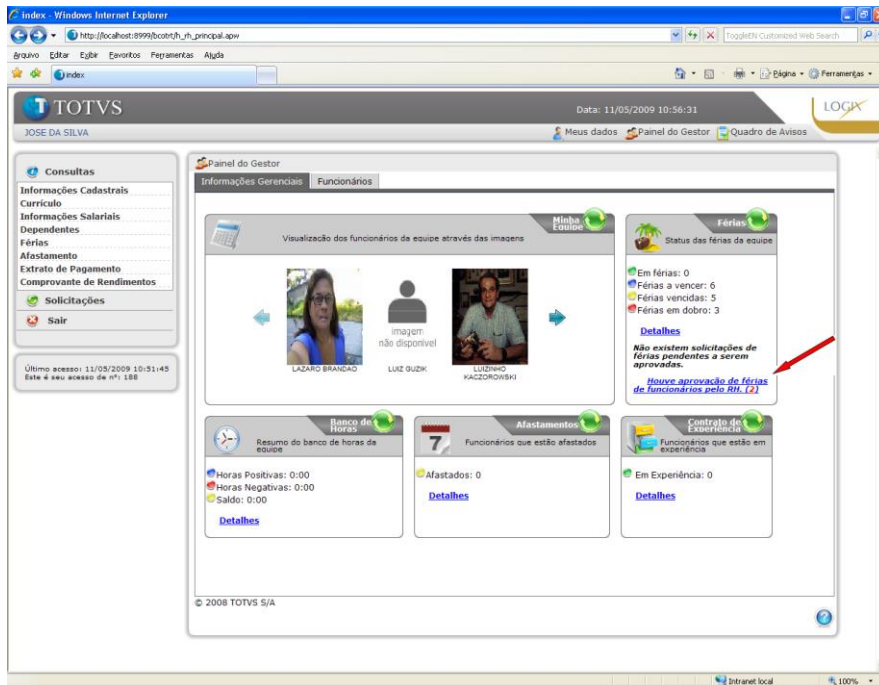 index - Windows Internet Explorer
http://localhost:8999/bcotrt/h_rh_principal.apw
ToggleEN Customized Web Search
Arquivo Editar Exibir Favoritos Ferramentas Ajuda
index
Página Ferramentas
TOTVS
Data: 11/05/2009 10:56:31
LOGIX
JOSE DA SILVA
Meus dados Painel do Gestor Quadro de Avisos
Consultas
Informações Cadastrais
Currículo
Informações Salariais
Dependentes
Férias
Afastamento
Extrato de Pagamento
Comprovante de Rendimentos
Solicitações
Sair
Último acesso: 11/05/2009 10:51:45
Este é seu acesso de nº: 188
Painel do Gestor
Informações Gerenciais Funcionários
Minha
Equipe
Visualização dos funcionários da equipe através das imagens
imagem
não disponivel
LAZARO BRANDAO
LUIZ GUZIK
LUIZINHO
KACZOROWSKI
Férias
Status das férias da equipe
Em férias: 0
Férias a vencer: 6
Férias vencidas: 5
Férias em dobro: 3
Detalhes
Não existem solicitações de
férias pendentes a serem
aprovadas.
Houve aprovação de férias
de funcionários pelo RH. (2)
Banco de
Horas
Resumo do banco de horas da
equipe
Horas Positivas: 0:00
Horas Negativas: 0:00
Saldo: 0:00
Detalhes
Afastamentos
7
Funcionários que estão afastados
Afastados: 0
Detalhes
Contrato de
Experiência
Funcionários que estão em
experiência
Em Experiência: 0
Detalhes
© 2008 TOTVS S/A
Intranet local
100%